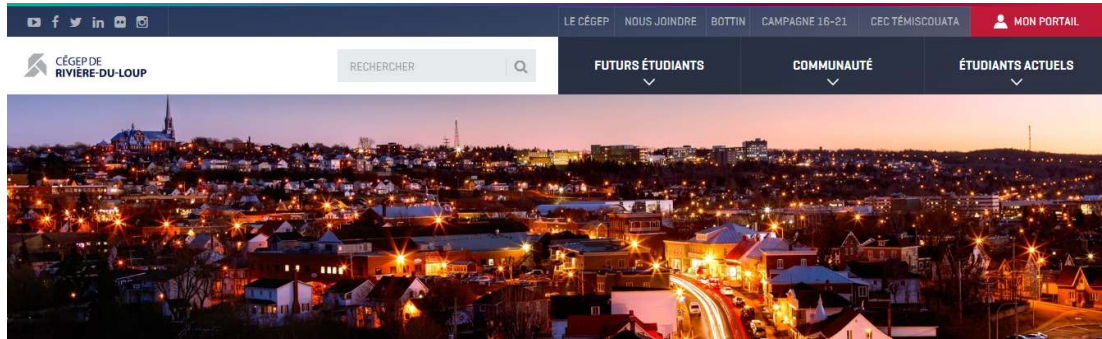 LE CÉGEP NOUS JOINDRE BOTTIN CAMPAGNE 16-21 CEC TÉMISCOUATA MON PORTAIL
CÉGEP DE
RIVIÈRE-DU-LOUP
RECHERCHER
FUTURS ÉTUDIANTS COMMUNAUTÉ ÉTUDIANTS ACTUELS